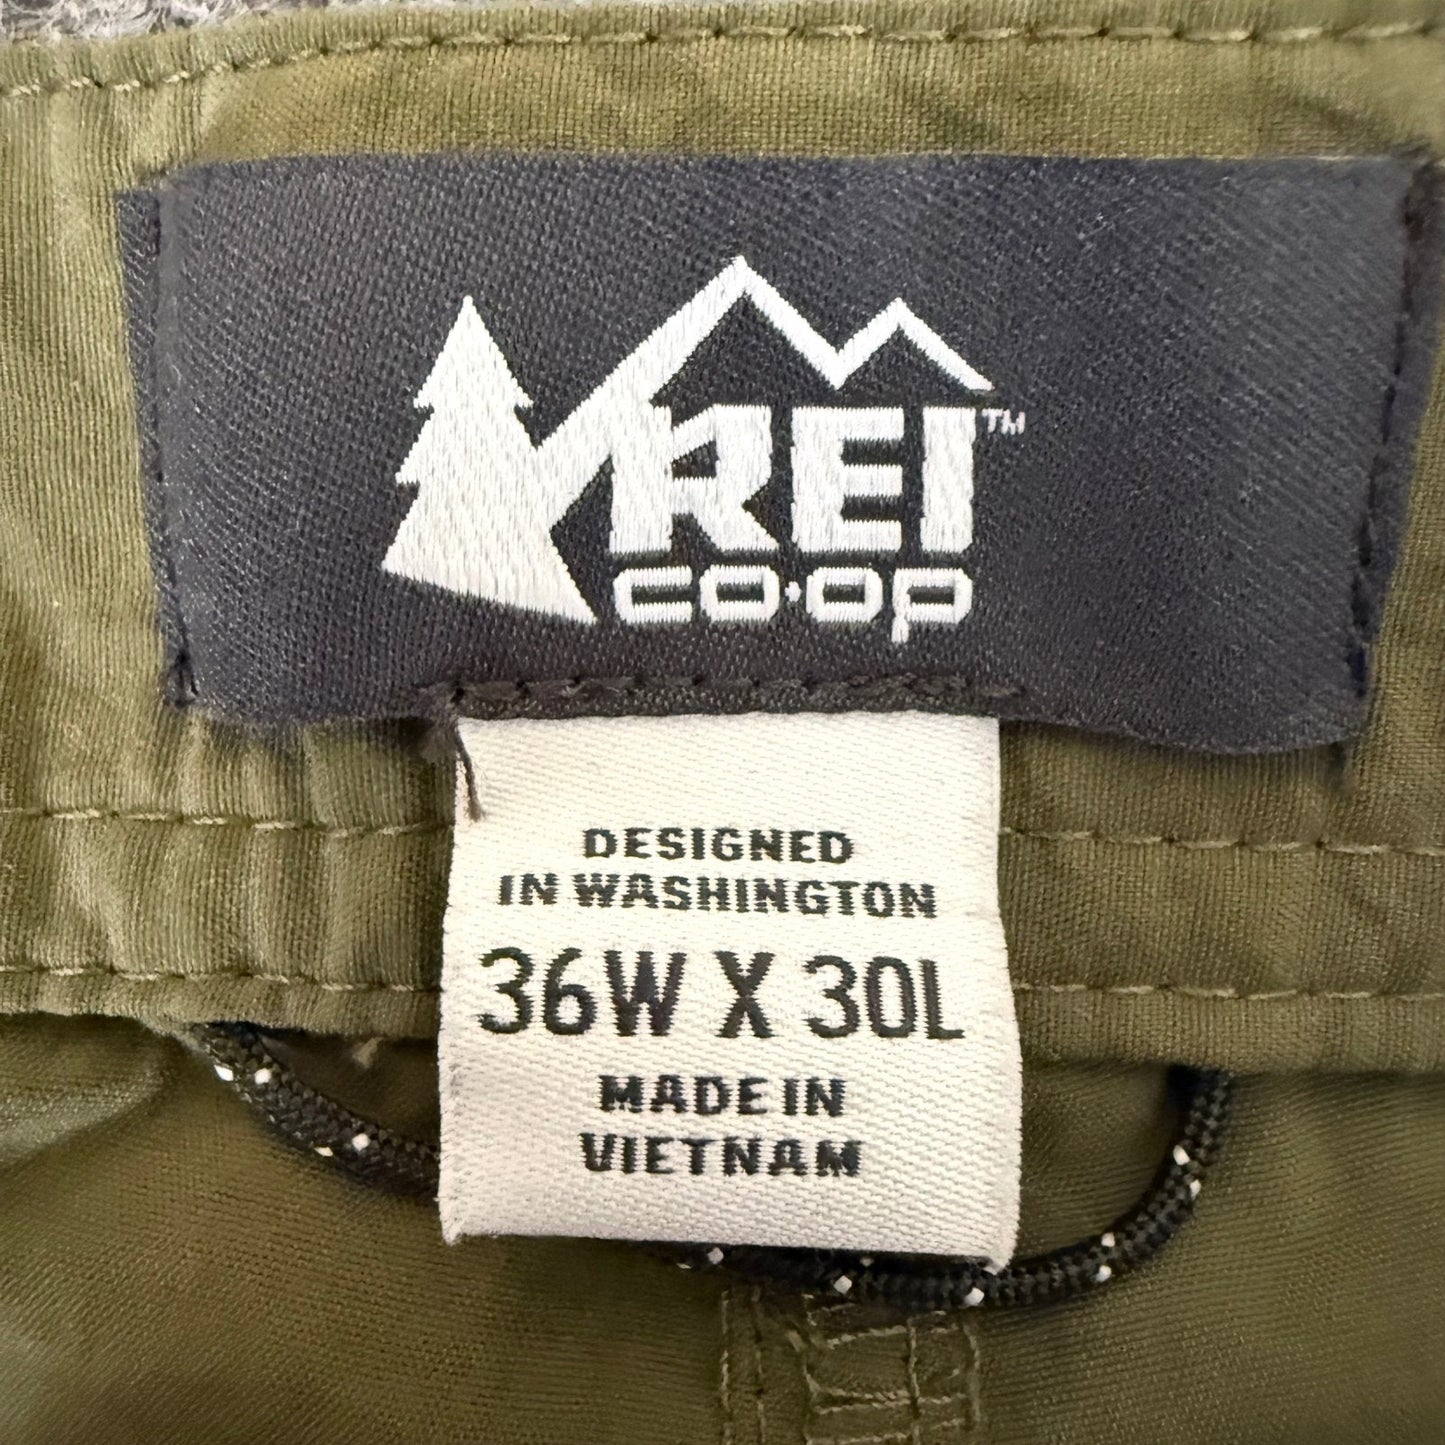 REI™
CO·OP
DESIGNED
IN WASHINGTON
36W X 30L
MADE IN
VIETNAM